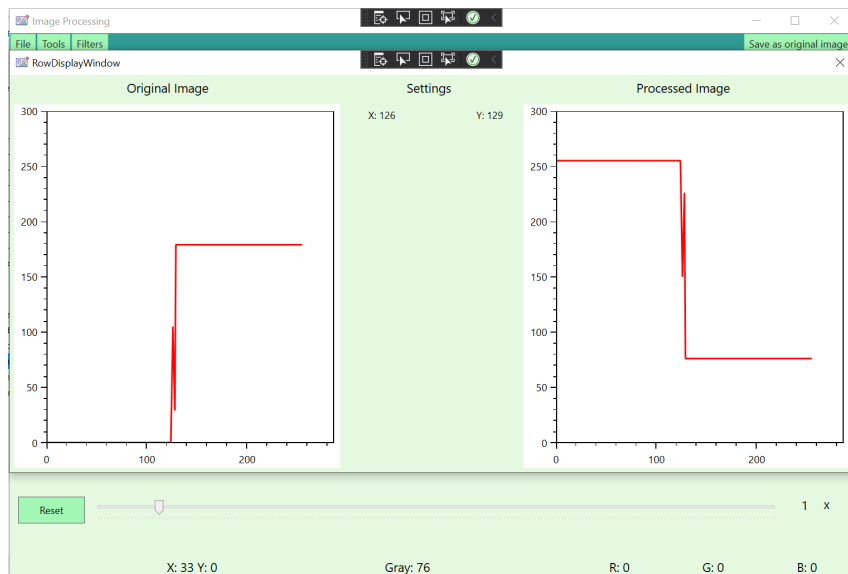 Image Processing
File Tools Filters Save as original image
RowDisplayWindow
Original Image Settings Processed Image
X: 126 Y: 129
300
250
200
150
100
50
0
0 100 200
300
250
200
150
100
50
0
0 100 200
Reset 1 x
X: 33 Y: 0 Gray: 76 R: 0 G: 0 B: 0